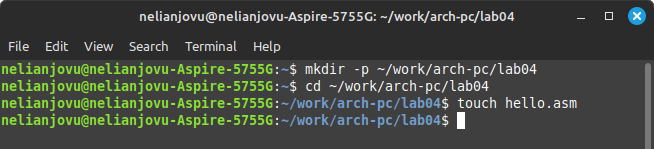 nelianjovu@nelianjovu-Aspire-5755G: ~/work/arch-pc/lab04
File Edit View Search Terminal Help
nelianjovu@nelianjovu-Aspire-5755G:~$ mkdir -p ~/work/arch-pc/lab04
nelianjovu@nelianjovu-Aspire-5755G:~$ cd ~/work/arch-pc/lab04
nelianjovu@nelianjovu-Aspire-5755G:~/work/arch-pc/lab04$ touch hello.asm
nelianjovu@nelianjovu-Aspire-5755G:~/work/arch-pc/lab04$